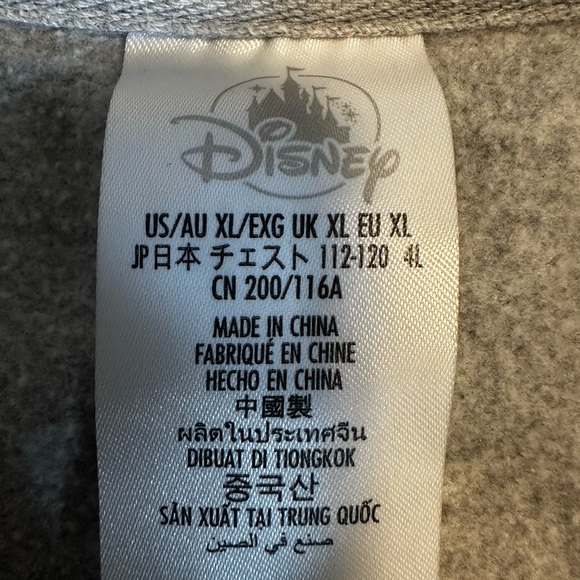 Disney
US/AU XL/EXG UK XL EU XL
JP日本 チェスト 112-120 4L
CN 200/116A
MADE IN CHINA
FABRIQUÉ EN CHINE
HECHO EN CHINA
中國製
ผลิตในประเทศจีน
DIBUAT DI TIONGKOK
중국산
SẢN XUẤT TẠI TRUNG QUỐC
صنع في الصين